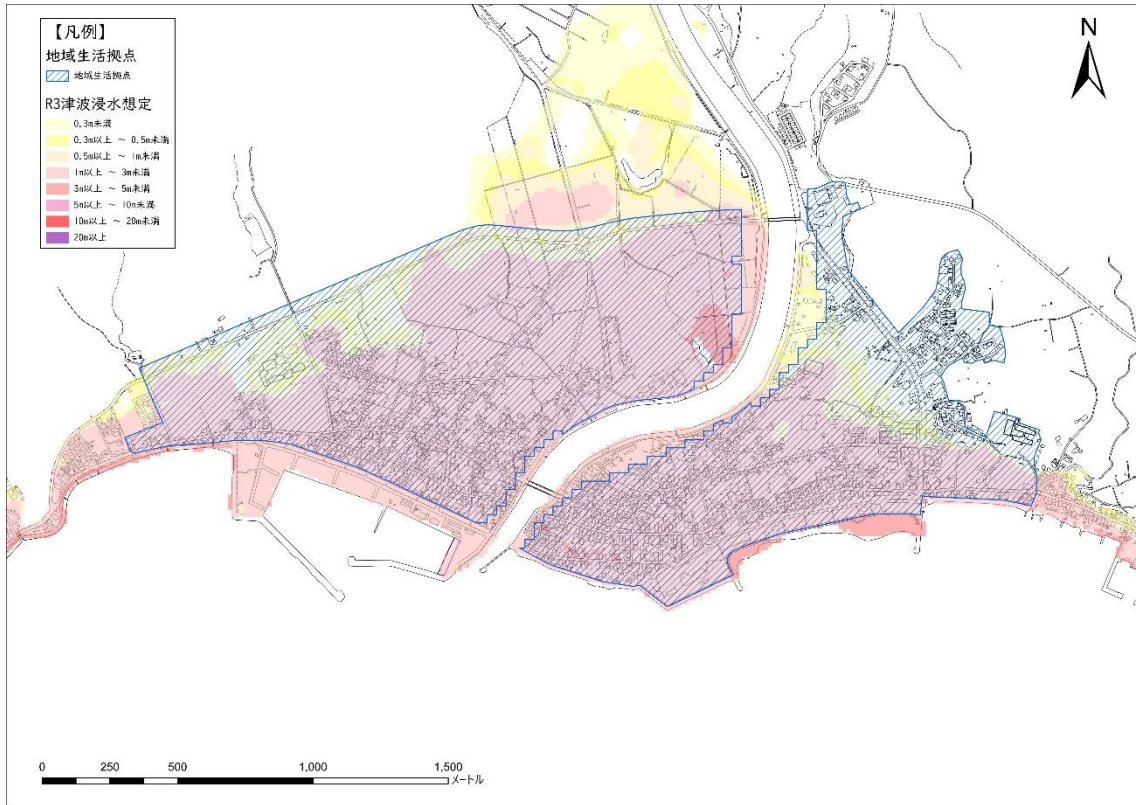 【凡例】
地域生活拠点
地域生活拠点
R3津波浸水想定
0.3m未満
0.3m以上 ～ 0.5m未満
0.5m以上 ～ 1m未満
1m以上 ～ 3m未満
3m以上 ～ 5m未満
5m以上 ～ 10m未満
10m以上 ～ 20m未満
20m以上
N
0 250 500 1,000 1,500
メートル